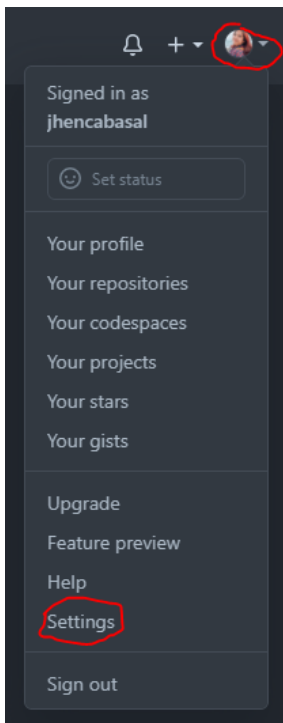 Signed in as
jhencabasal
Set status
Your profile
Your repositories
Your codespaces
Your projects
Your stars
Your gists
Upgrade
Feature preview
Help
Settings
Sign out